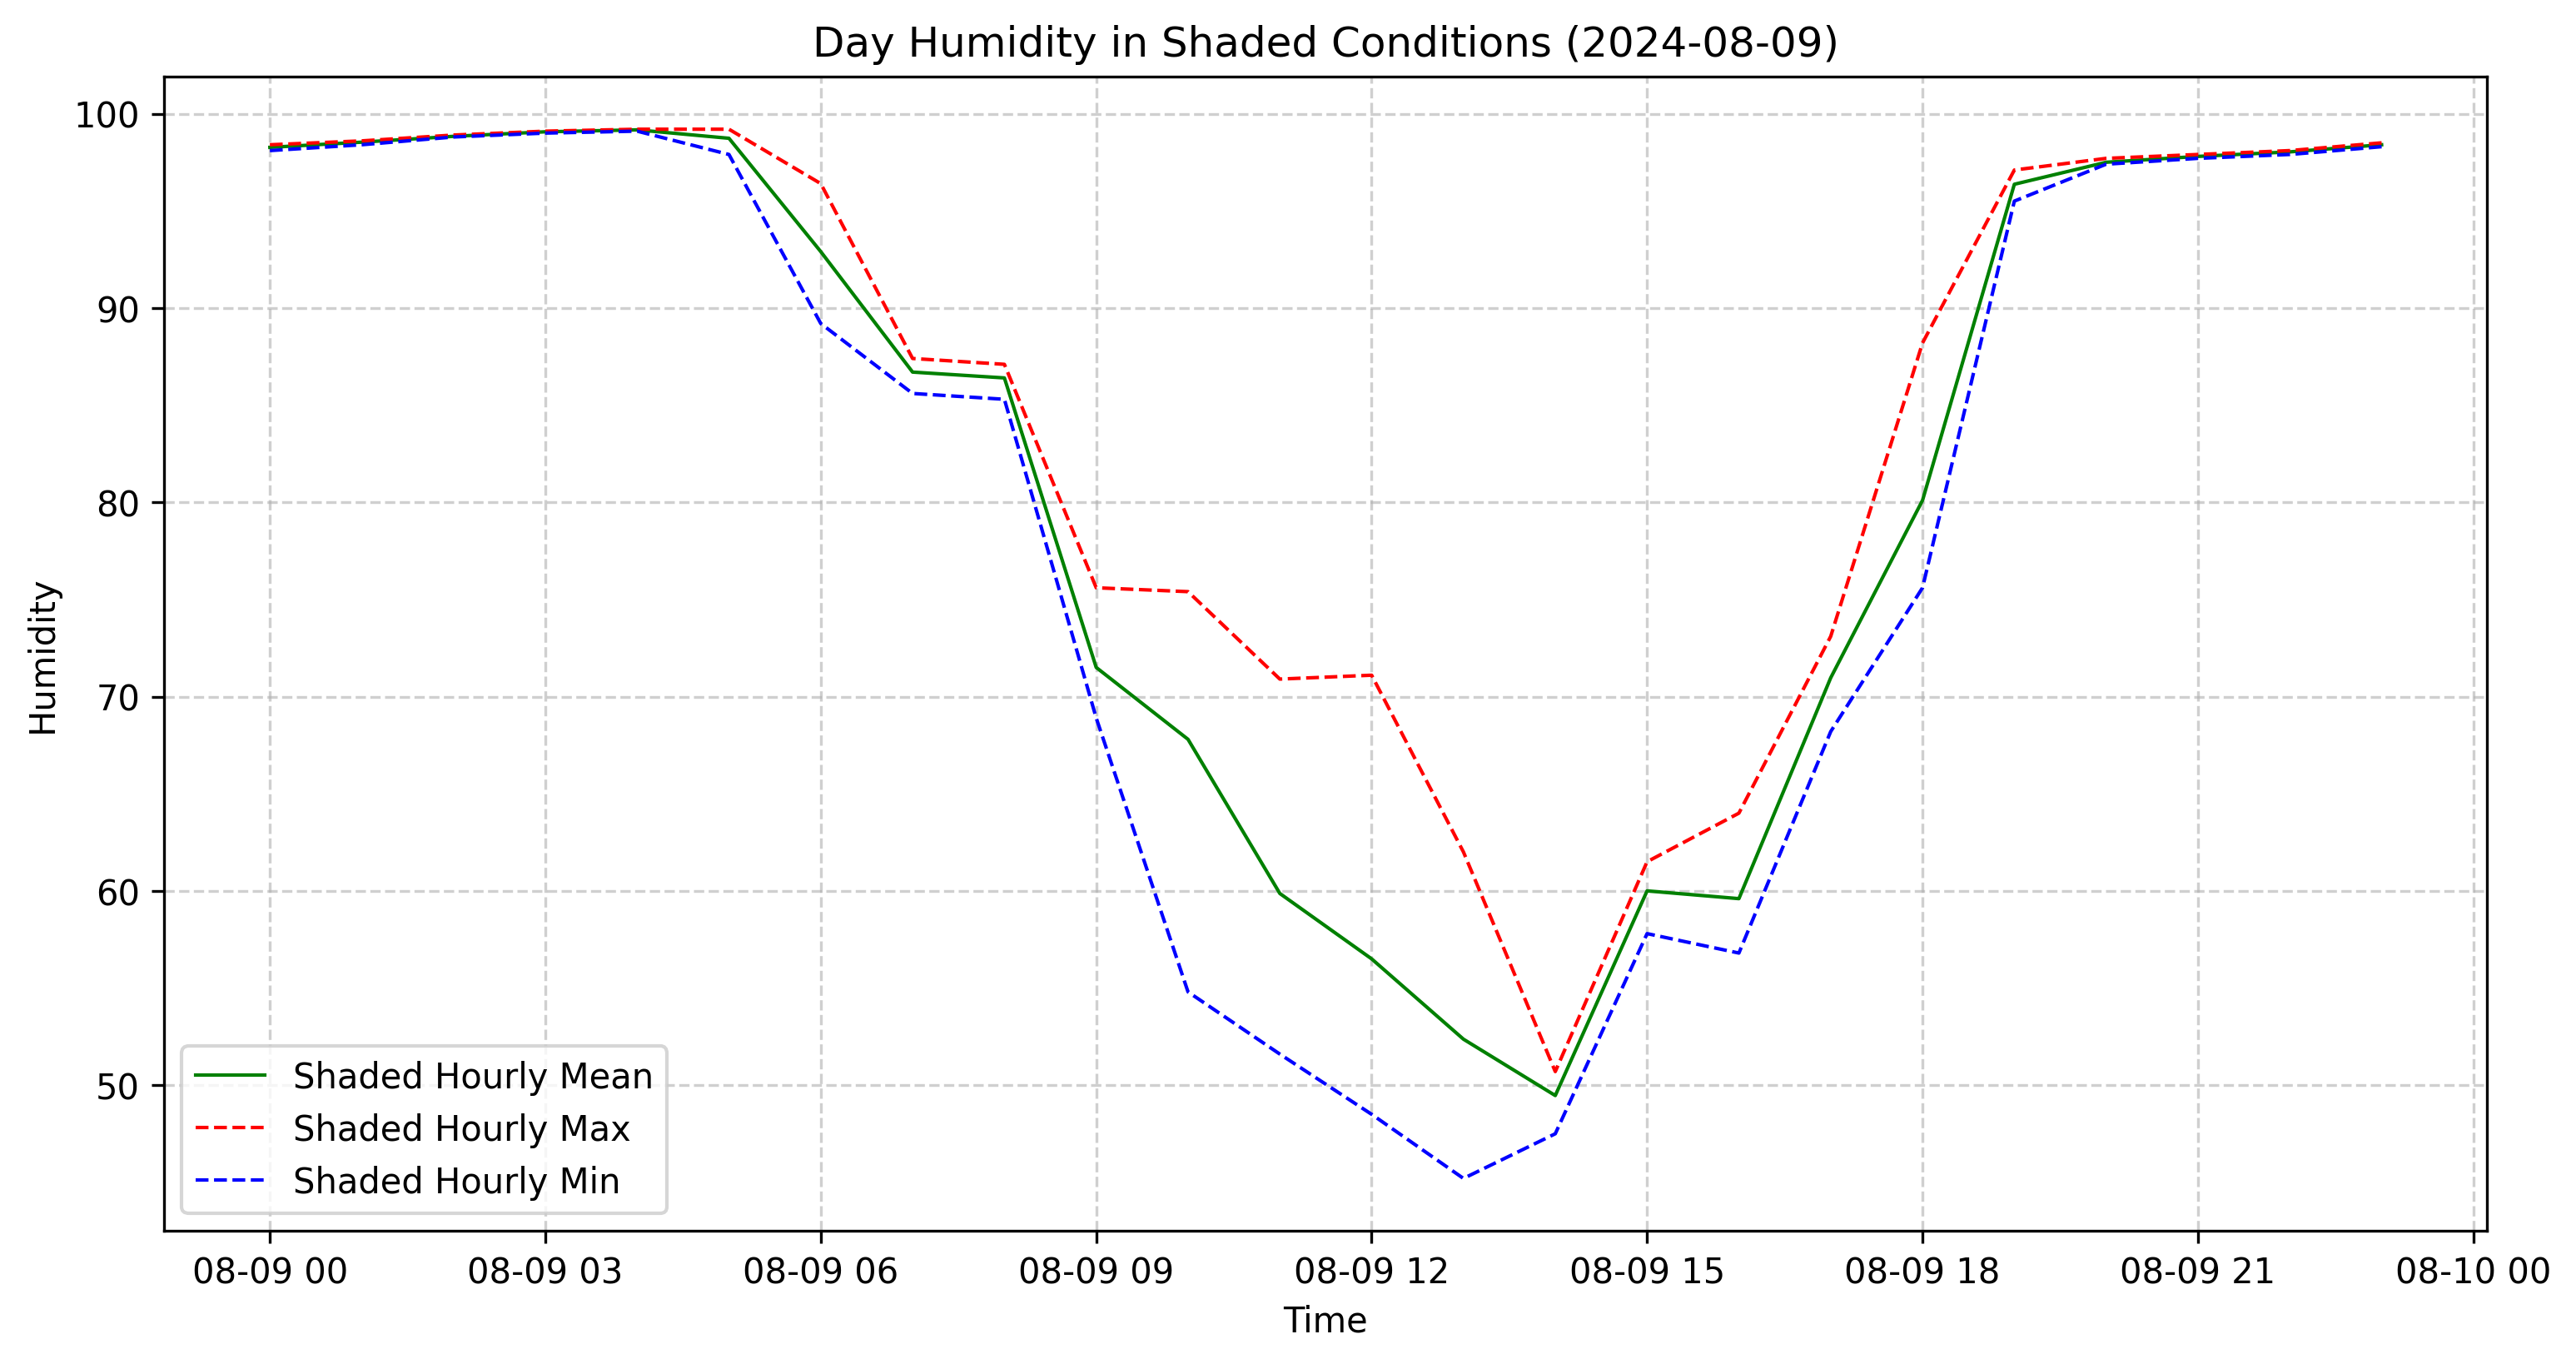 Day Humidity in Shaded Conditions (2024-08-09)
Humidity
100
90
80
70
60
50
Shaded Hourly Mean
Shaded Hourly Max
Shaded Hourly Min
08-09 00 08-09 03 08-09 06 08-09 09 08-09 12 08-09 15 08-09 18 08-09 21 08-10 00
Time